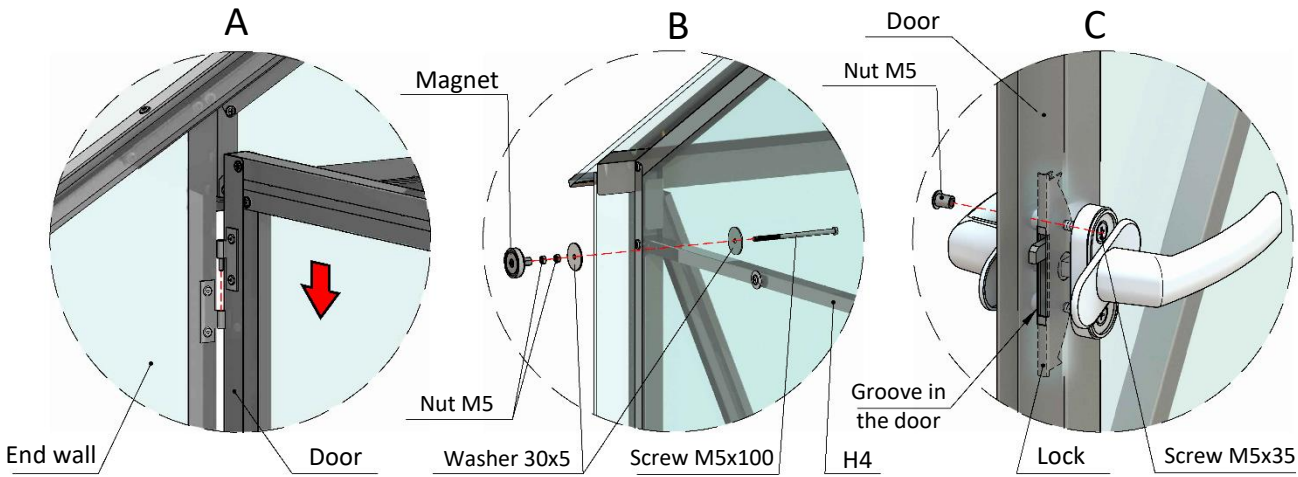 A
End wall
Door
B
Magnet
Nut M5
Washer 30x5
Screw M5x100
H4
C
Door
Nut M5
Groove in
the door
Lock
Screw M5x35